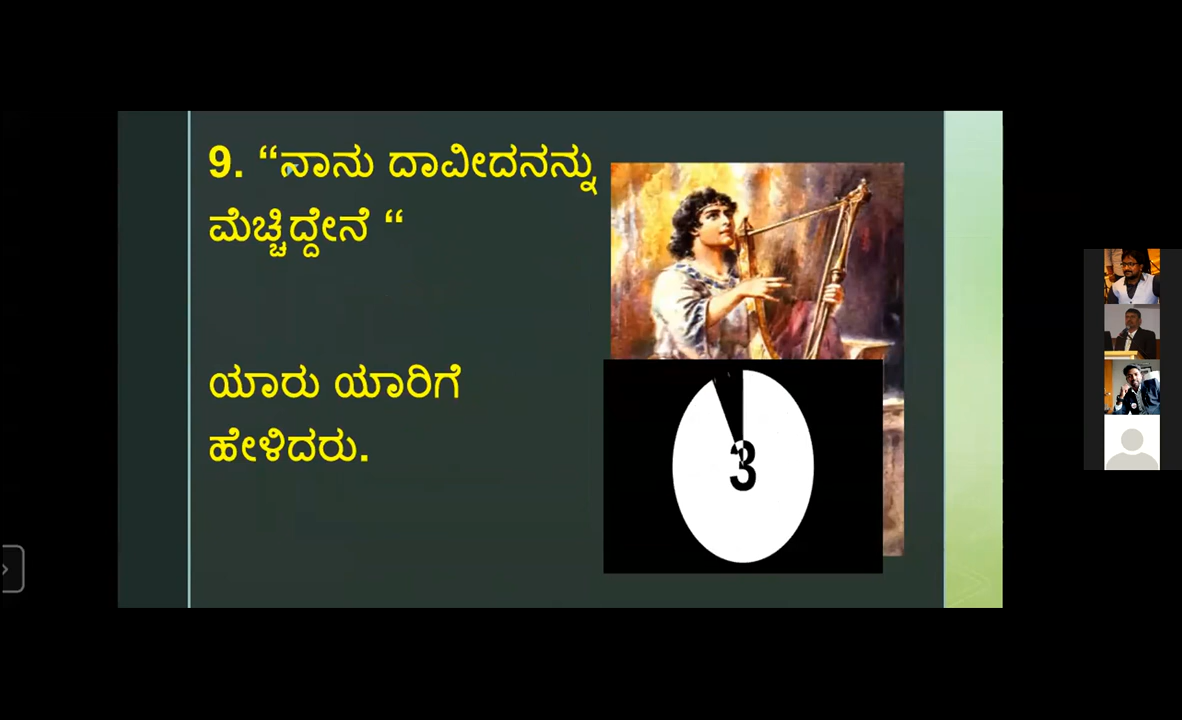 9. “ನಾನು ದಾವೀದನನ್ನು
ಮೆಚ್ಚಿದ್ದೇನೆ “
ಯಾರು ಯಾರಿಗೆ
ಹೇಳಿದರು.
3